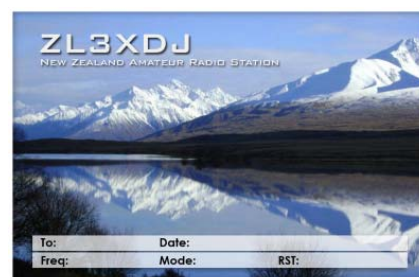 ZL3XDJ
New Zealand Amateur Radio Station
To: Date:
Freq: Mode: RST: